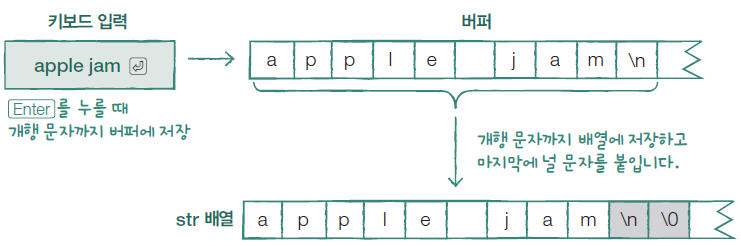 키보드 입력
버퍼
apple jam ⏎
a p p l e j a m \n
Enter를 누를 때
개행 문자까지 버퍼에 저장
개행 문자까지 배열에 저장하고
마지막에 널 문자를 붙입니다.
str 배열
a p p l e j a m \n \0